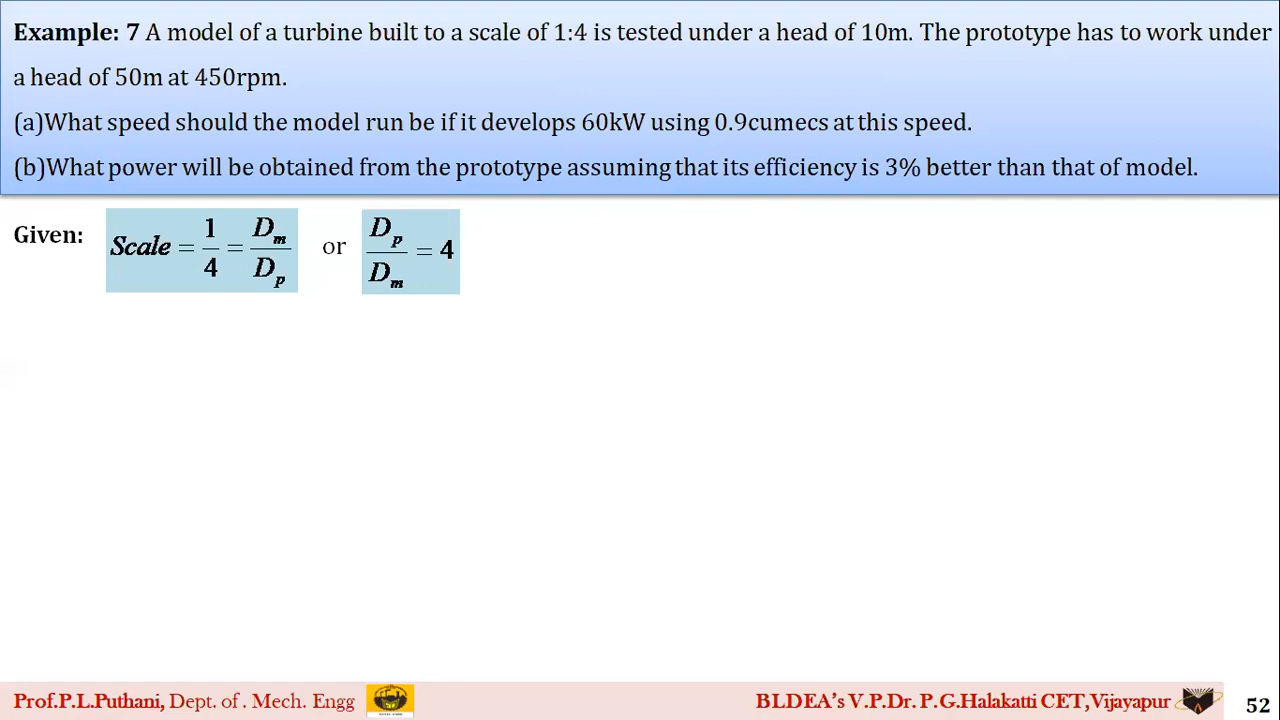 Example: 7 A model of a turbine built to a scale of 1:4 is tested under a head of 10m. The prototype has to work under
a head of 50m at 450rpm.
(a)What speed should the model run be if it develops 60kW using 0.9cumecs at this speed.
(b)What power will be obtained from the prototype assuming that its efficiency is 3% better than that of model.
Given: Scale = 1/4 = D_m/D_p or D_p/D_m = 4
Prof.P.L.Puthani, Dept. of . Mech. Engg BLDEA's V.P.Dr. P.G.Halakatti CET,Vijayapur 52